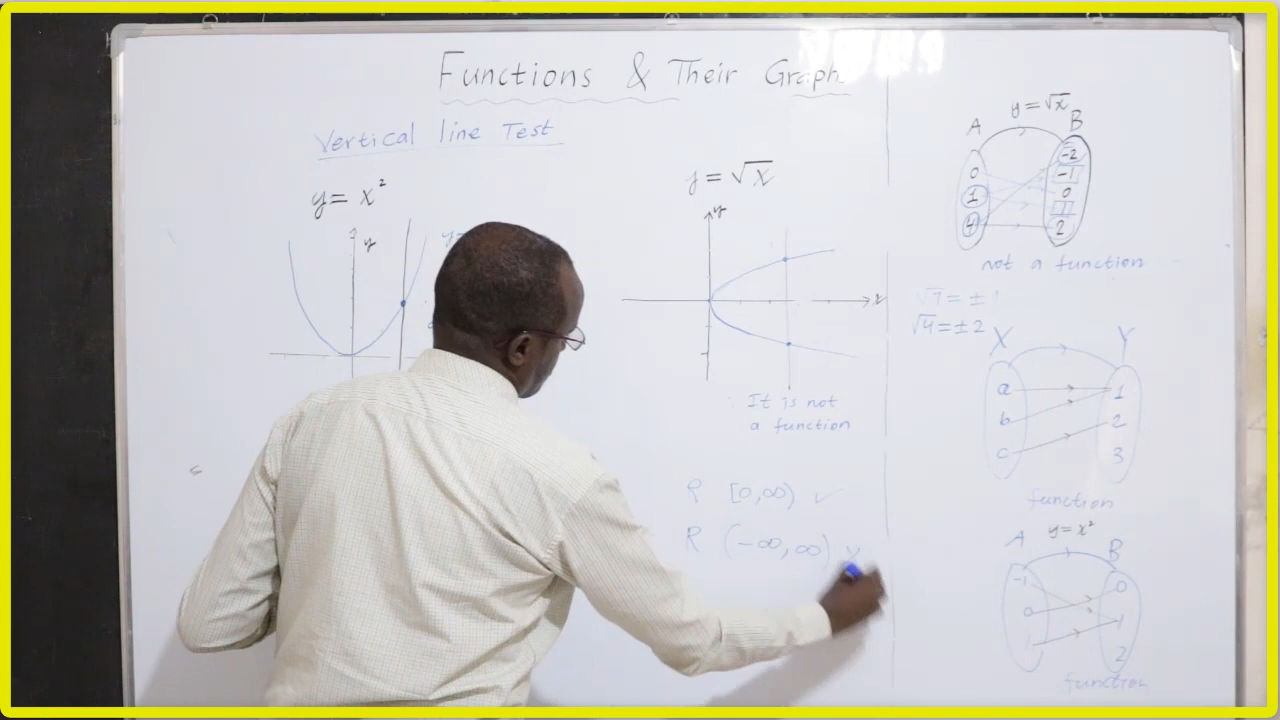 Functions & Their Graph
Vertical line Test
y = x²
y
y = √x
y
x
It is not
a function
R [0,∞) ✓
R (-∞,∞) x
y = √x
A B
0
1
4
-2
-1
0
1
2
not a function
√1 = ±1
√4 = ±2
X Y
a
b
c
1
2
3
function
y = x²
A B
-1
0
1
0
1
2
function